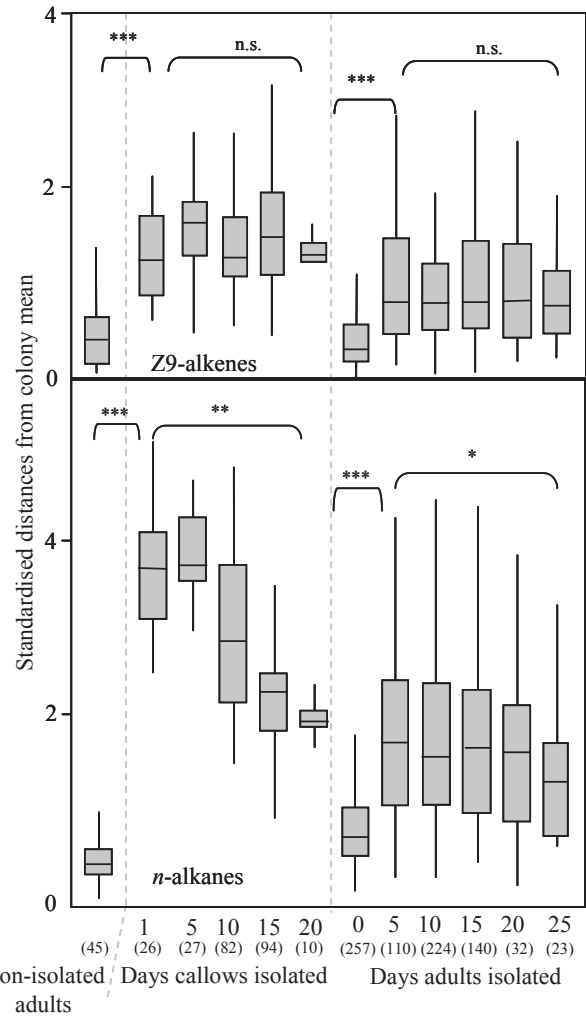 4
***
n.s.
***
n.s.
2
Z9-alkenes
0
Standardised distances from colony mean
***
**
***
*
4
2
n-alkanes
0
1 5 10 15 20 0 5 10 15 20 25
(45) (26) (27) (82) (94) (10) (257) (110) (224) (140) (32) (23)
on-isolated Days callows isolated Days adults isolated
adults